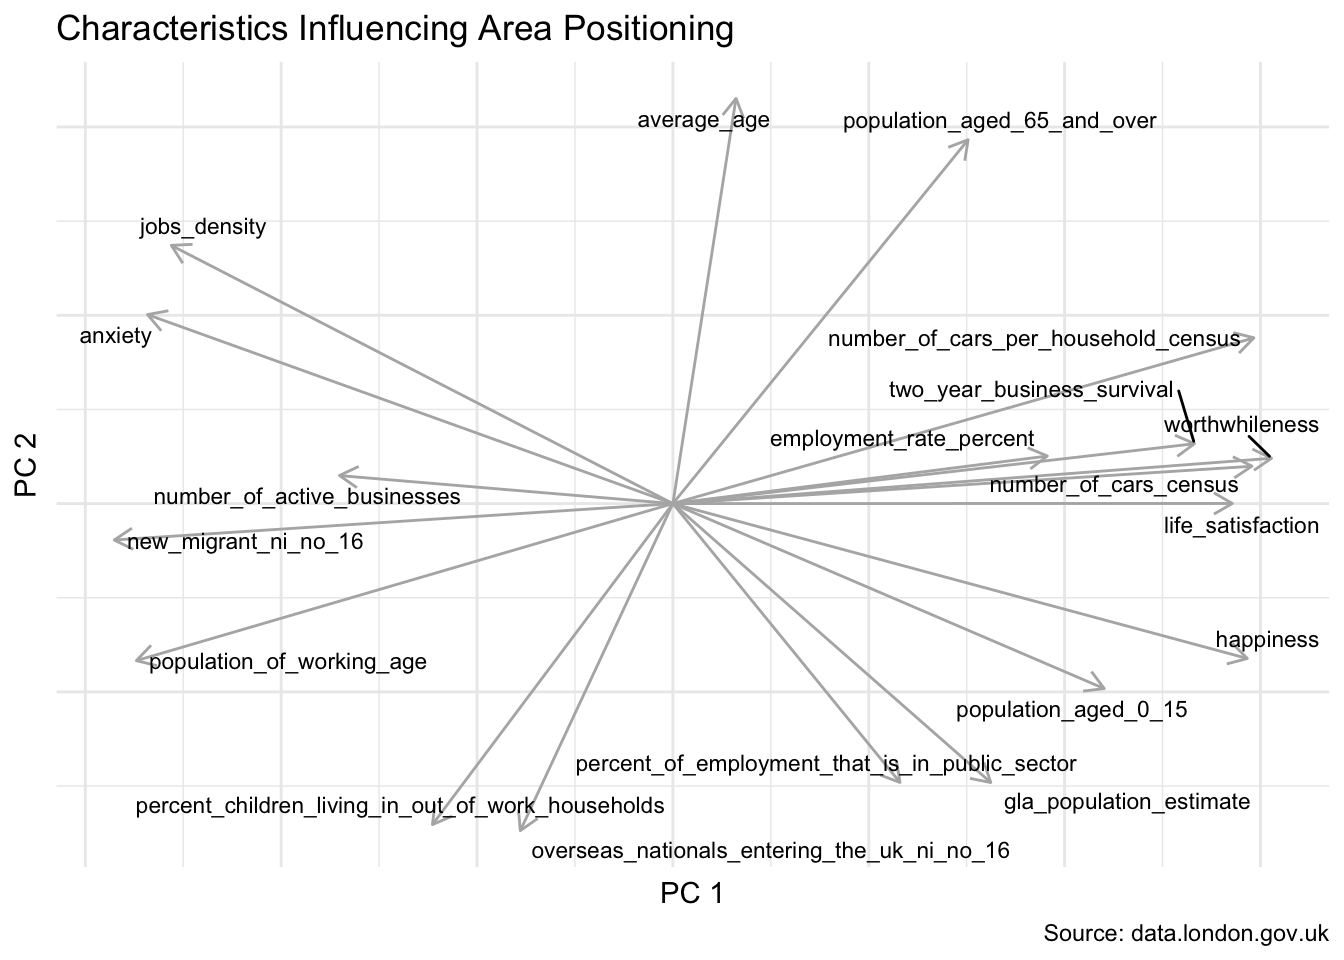 Characteristics Influencing Area Positioning
average_age
population_aged_65_and_over
jobs_density
anxiety
number_of_cars_per_household_census
two_year_business_survival
worthwhileness
employment_rate_percent
number_of_cars_census
number_of_active_businesses
life_satisfaction
new_migrant_ni_no_16
happiness
population_of_working_age
population_aged_0_15
percent_of_employment_that_is_in_public_sector
gla_population_estimate
percent_children_living_in_out_of_work_households
overseas_nationals_entering_the_uk_ni_no_16
PC 2
PC 1
Source: data.london.gov.uk